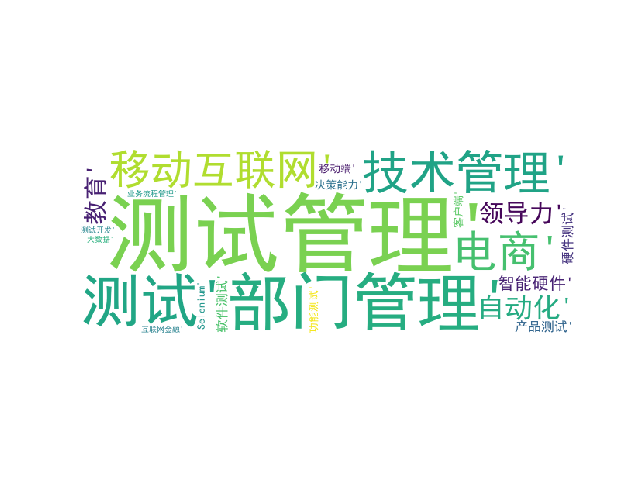 移动互联网'
移动端'
技术管理'
决策能力'
教育'
业务流程管理'
测试管理'
客户端'
领导力'
硬件测试'
测试开发'
大数据'
电商'
测试'
Selenium'
软件测试'
部门管理'
功能测试'
智能硬件'
自动化'
互联网金融'
产品测试'